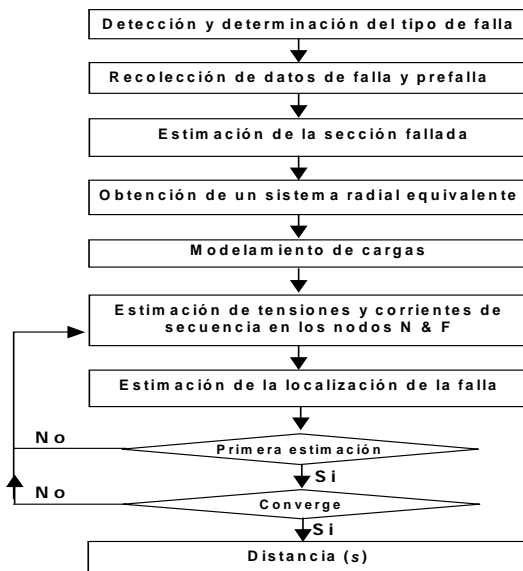 Detección y determinación del tipo de falla
Recolección de datos de falla y prefalla
Estimación de la sección fallada
Obtención de un sistema radial equivalente
Modelamiento de cargas
Estimación de tensiones y corrientes de
secuencia en los nodos N & F
Estimación de la localización de la falla
No
Primera estimación
Si
No
Converge
Si
Distancia (s)